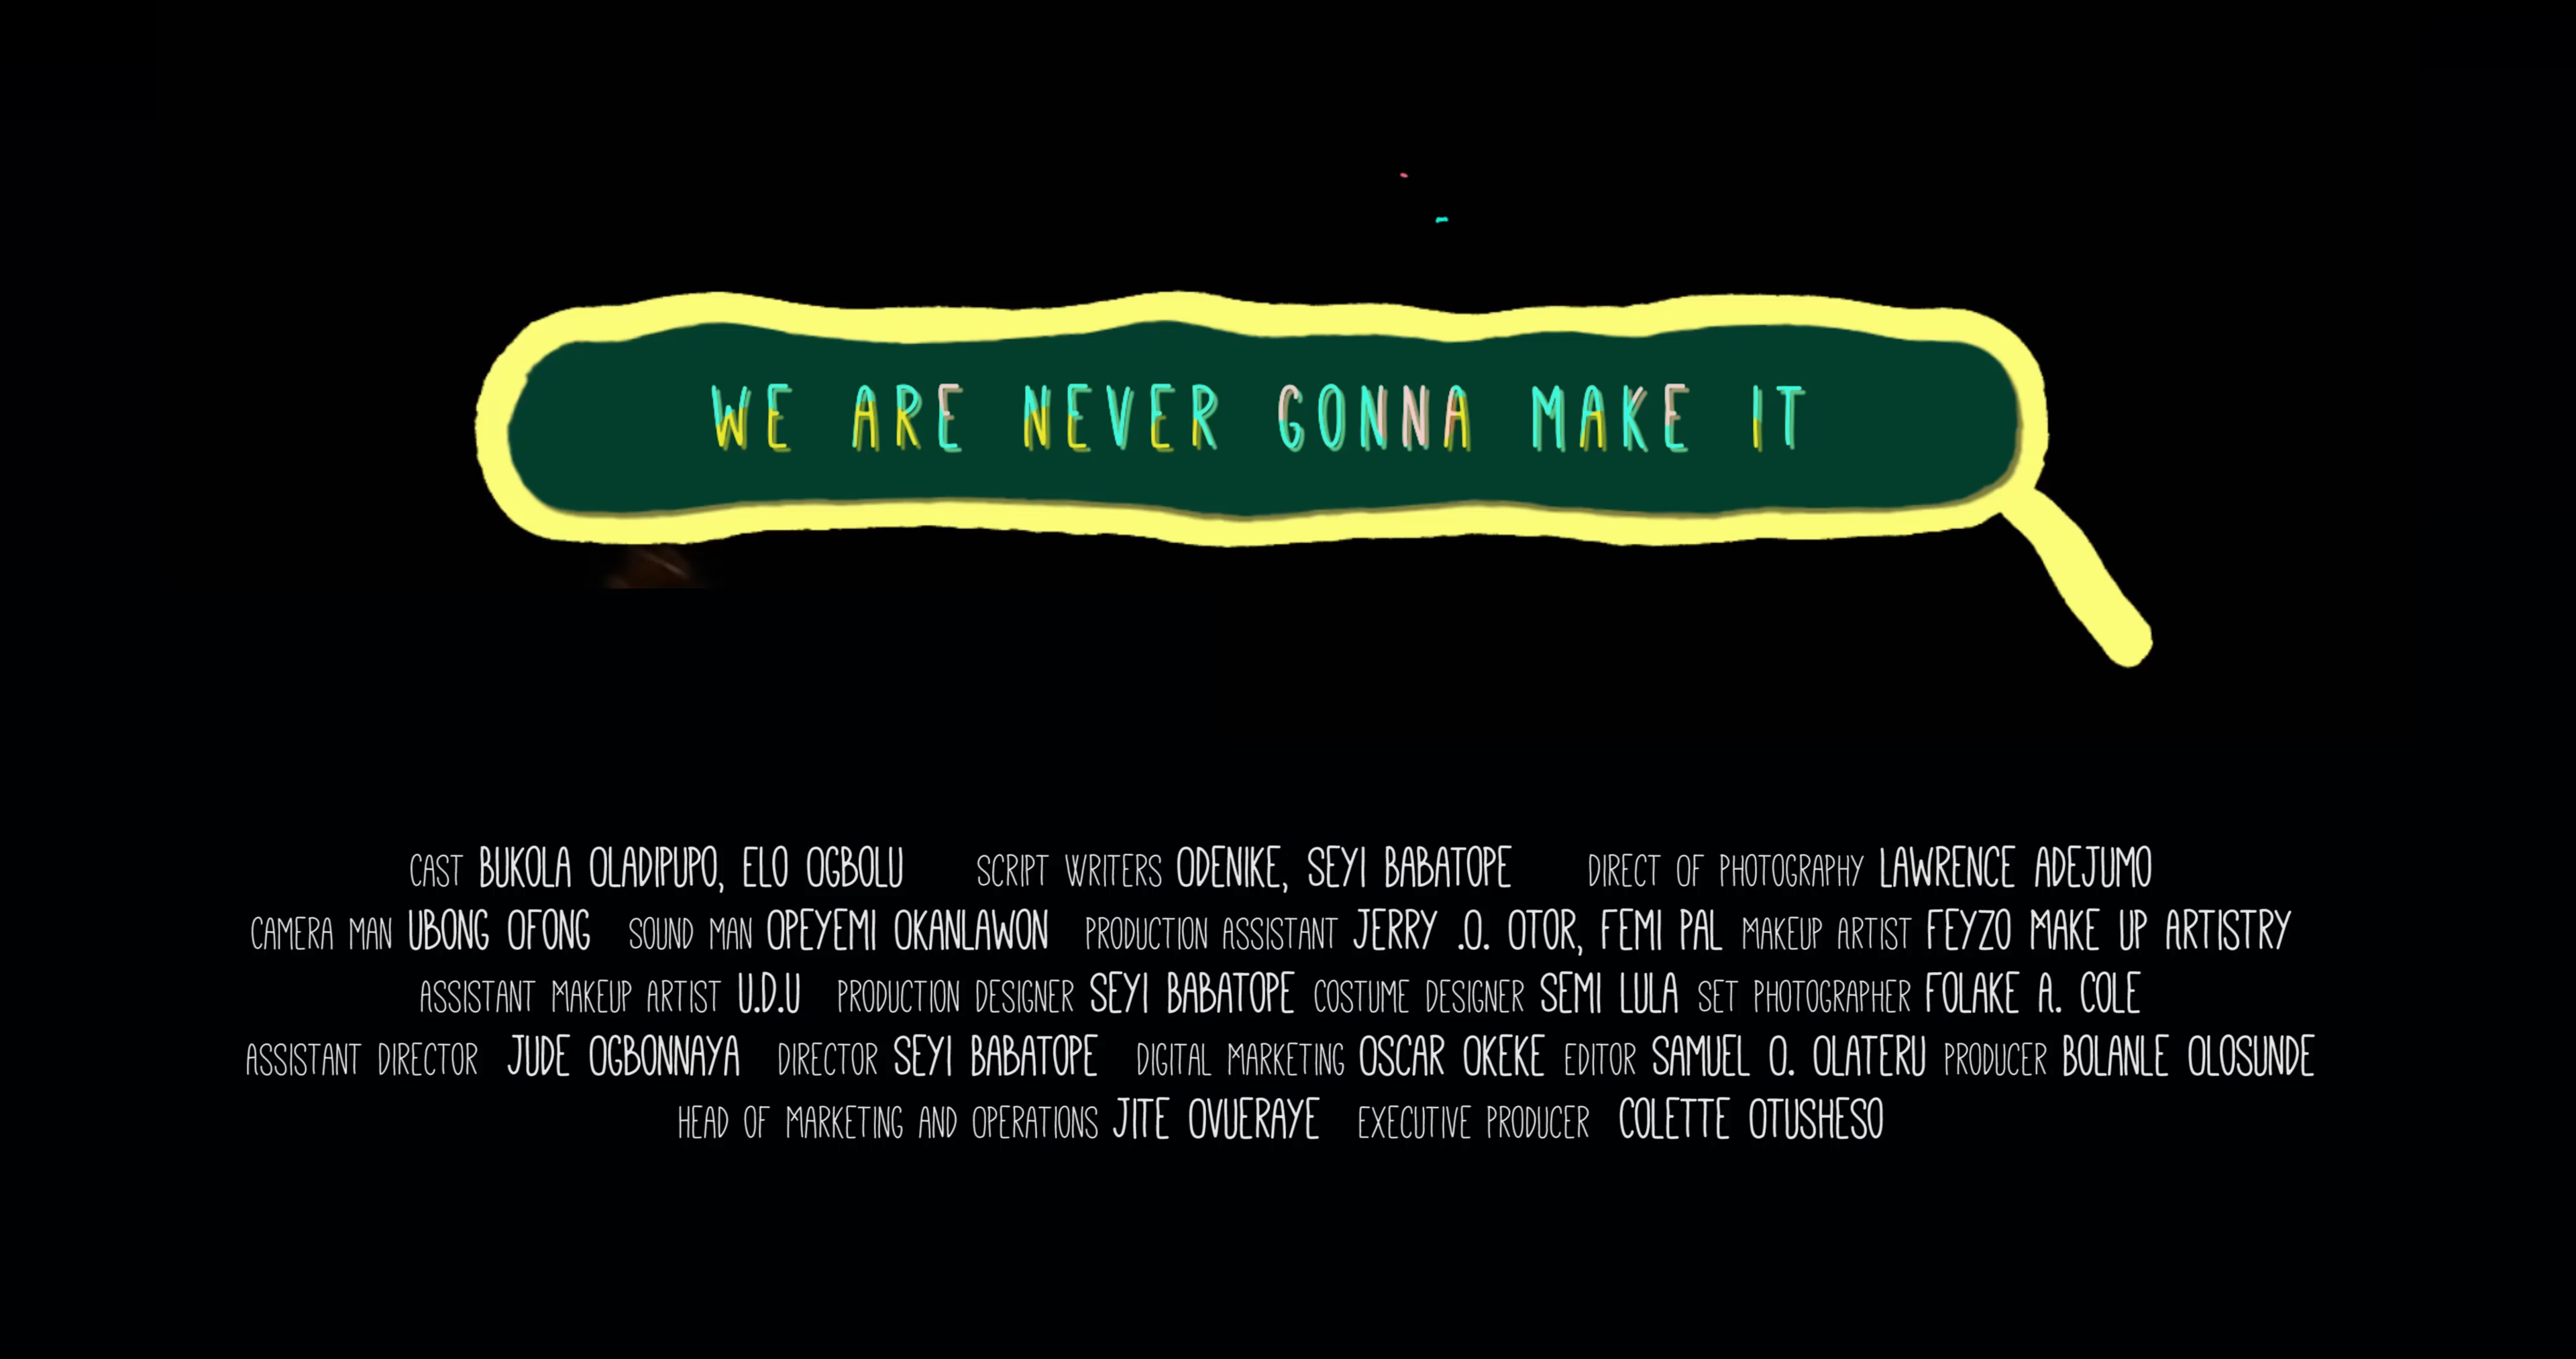 WE ARE NEVER GONNA MAKE IT
CAST BUKOLA OLADIPUPO, ELO OGBOLU SCRIPT WRITERS ODENIKE, SEYI BABATOPE DIRECT OF PHOTOGRAPHY LAWRENCE ADEJUMO
CAMERA MAN UBONG OFONG SOUND MAN OPEYEMI OKANLAWON PRODUCTION ASSISTANT JERRY .O. OTOR, FEMI PAL MAKEUP ARTIST FEYZO MAKE UP ARTISTRY
ASSISTANT MAKEUP ARTIST U.D.U PRODUCTION DESIGNER SEYI BABATOPE COSTUME DESIGNER SEMI LULA SET PHOTOGRAPHER FOLAKE A. COLE
ASSISTANT DIRECTOR JUDE OGBONNAYA DIRECTOR SEYI BABATOPE DIGITAL MARKETING OSCAR OKEKE EDITOR SAMUEL O. OLATERU PRODUCER BOLANLE OLOSUNDE
HEAD OF MARKETING AND OPERATIONS JITE OVUERAYE EXECUTIVE PRODUCER COLETTE OTUSHESO